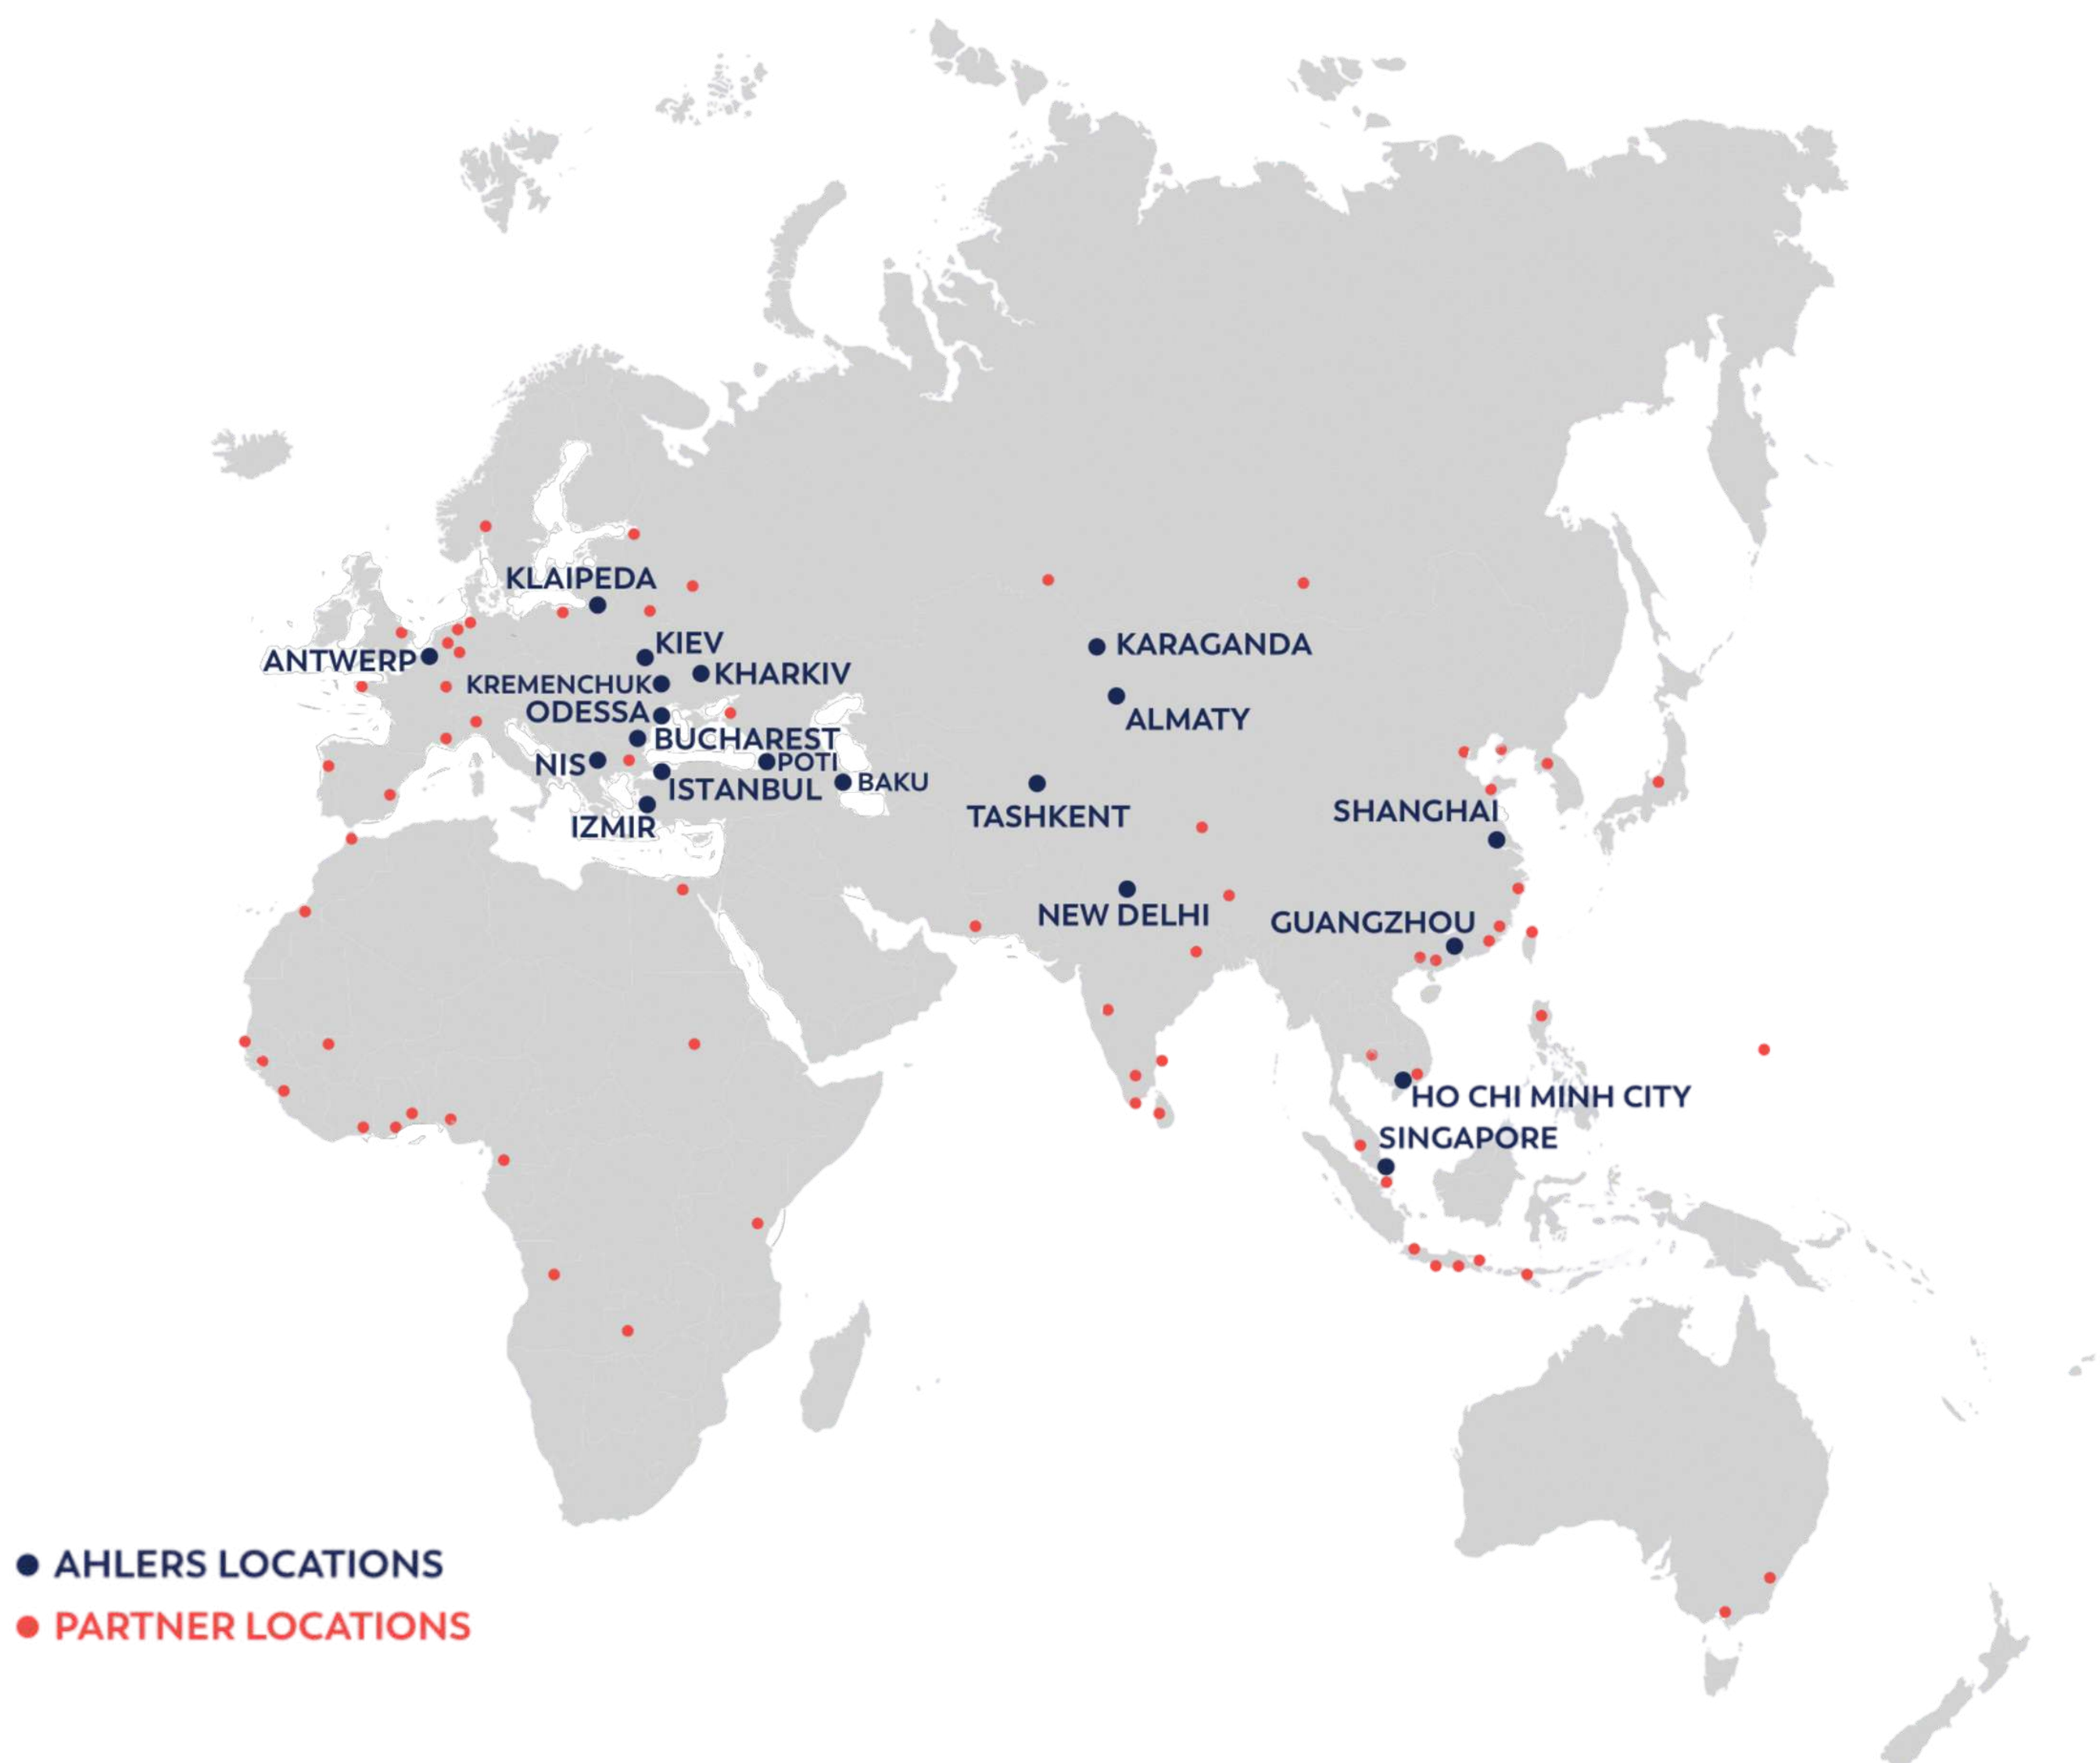 KLAIPEDA
KIEV
ANTWERP
KHARKIV
KREMENCHUK
ODESSA
BUCHAREST
NIS
POTI
ISTANBUL
BAKU
IZMIR
KARAGANDA
ALMATY
TASHKENT
SHANGHAI
NEW DELHI
GUANGZHOU
HO CHI MINH CITY
SINGAPORE
AHLERS LOCATIONS
PARTNER LOCATIONS